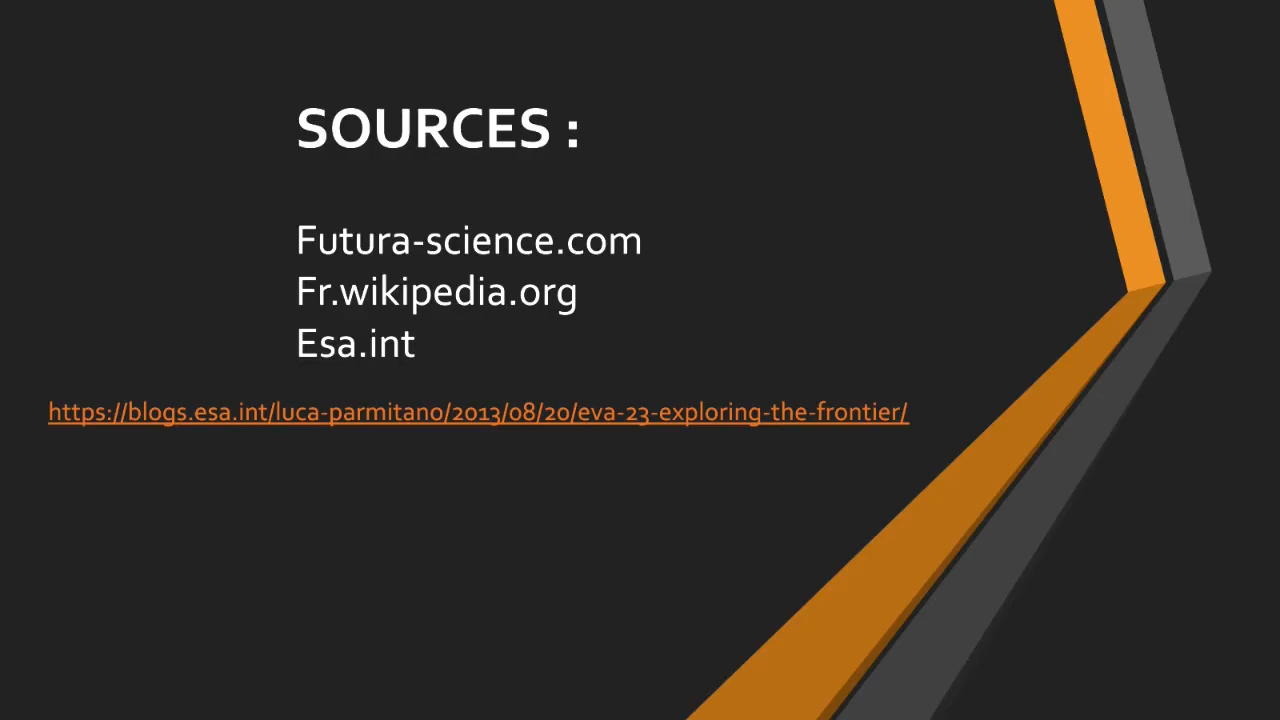 SOURCES :
Futura-science.com
Fr.wikipedia.org
Esa.int
https://blogs.esa.int/luca-parmitano/2013/08/20/eva-23-exploring-the-frontier/